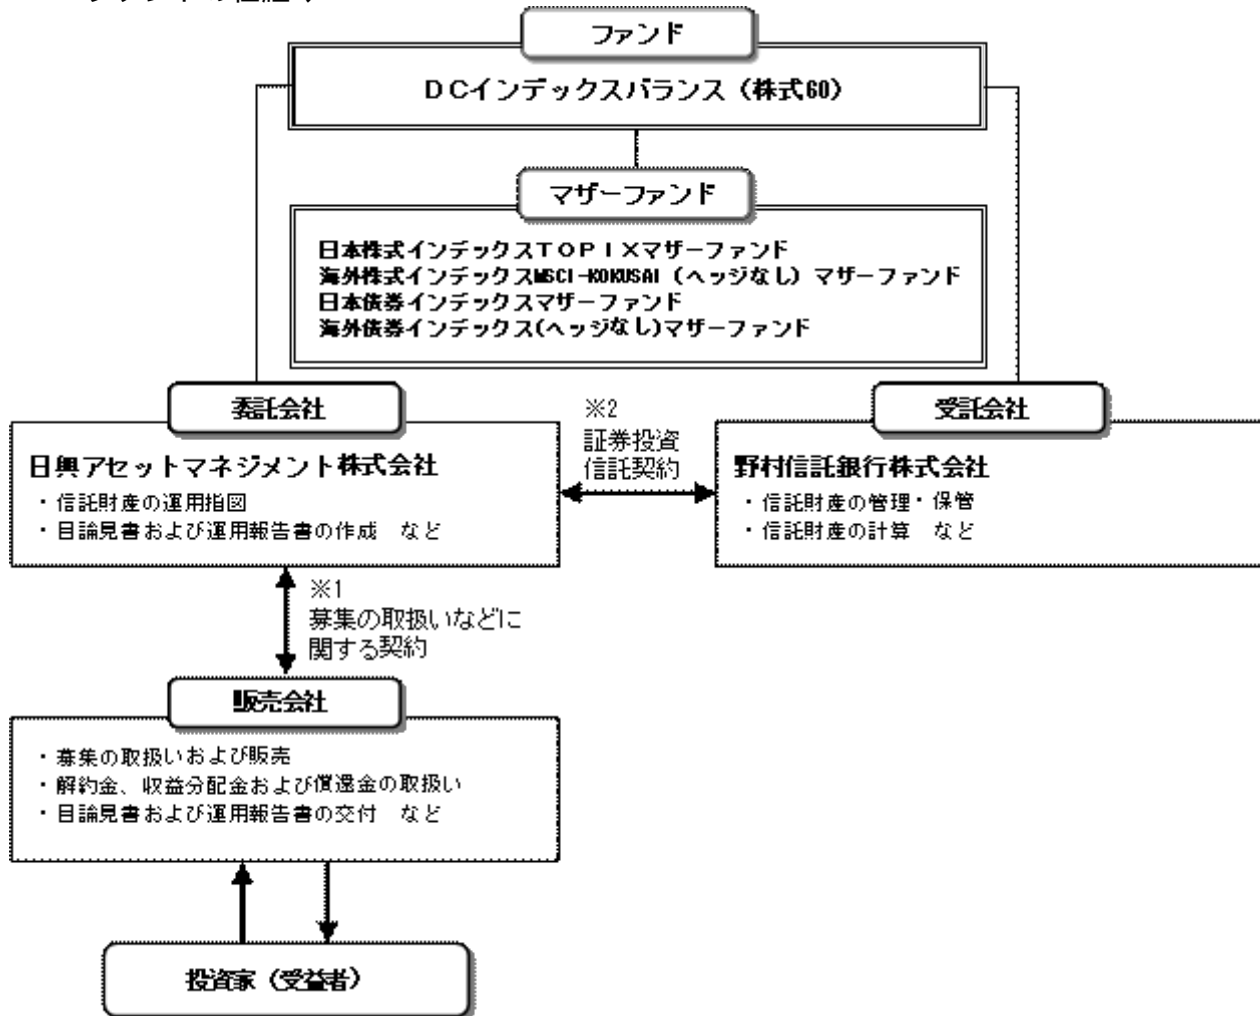 ファンド
ＤＣインデックスバランス（株式60）
マザーファンド
日本株式インデックスＴＯＰＩＸマザーファンド
海外株式インデックスMSCI-KOKUSAI（ヘッジなし）マザーファンド
日本債券インデックスマザーファンド
海外債券インデックス(ヘッジなし)マザーファンド
委託会社
日興アセットマネジメント株式会社
・信託財産の運用指図
・目論見書および運用報告書の作成　など
※2
証券投資
信託契約
受託会社
野村信託銀行株式会社
・信託財産の管理・保管
・信託財産の計算　など
※1
募集の取扱いなどに
関する契約
販売会社
・募集の取扱いおよび販売
・解約金、収益分配金および償還金の取扱い
・目論見書および運用報告書の交付　など
投資家（受益者）